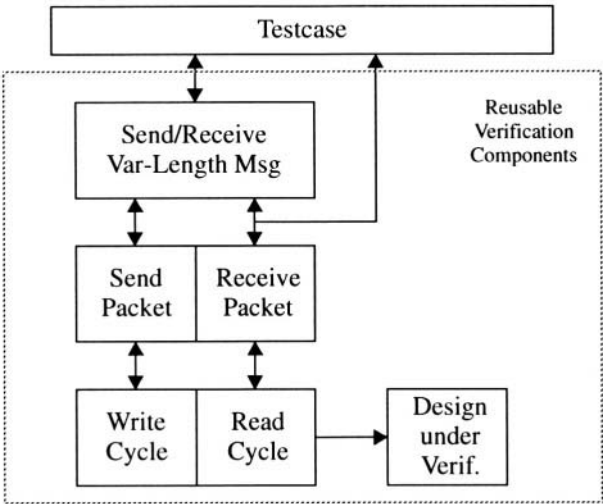 Testcase
Reusable
Verification
Components
Send/Receive
Var-Length Msg
Send
Packet
Receive
Packet
Write
Cycle
Read
Cycle
Design
under
Verif.